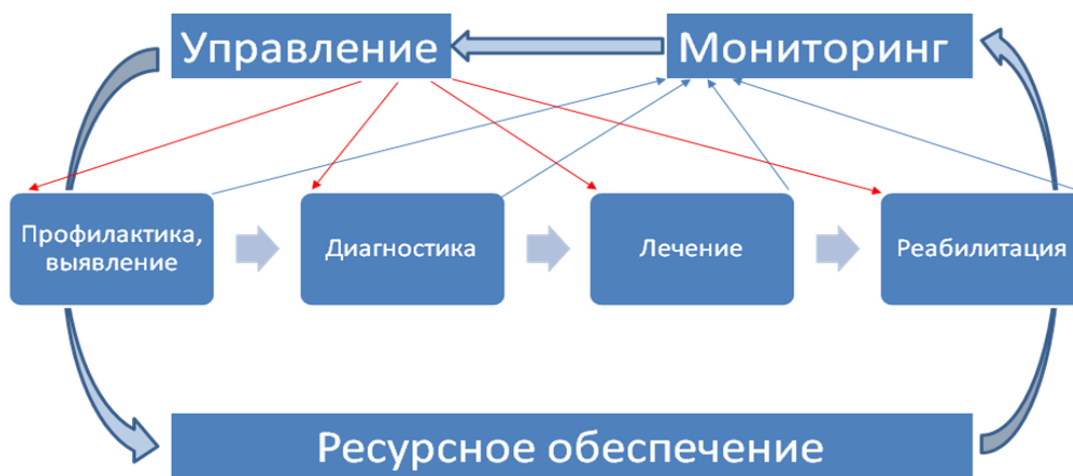 Управление
Мониторинг
Профилактика,
выявление
Диагностика
Лечение
Реабилитация
Ресурсное обеспечение